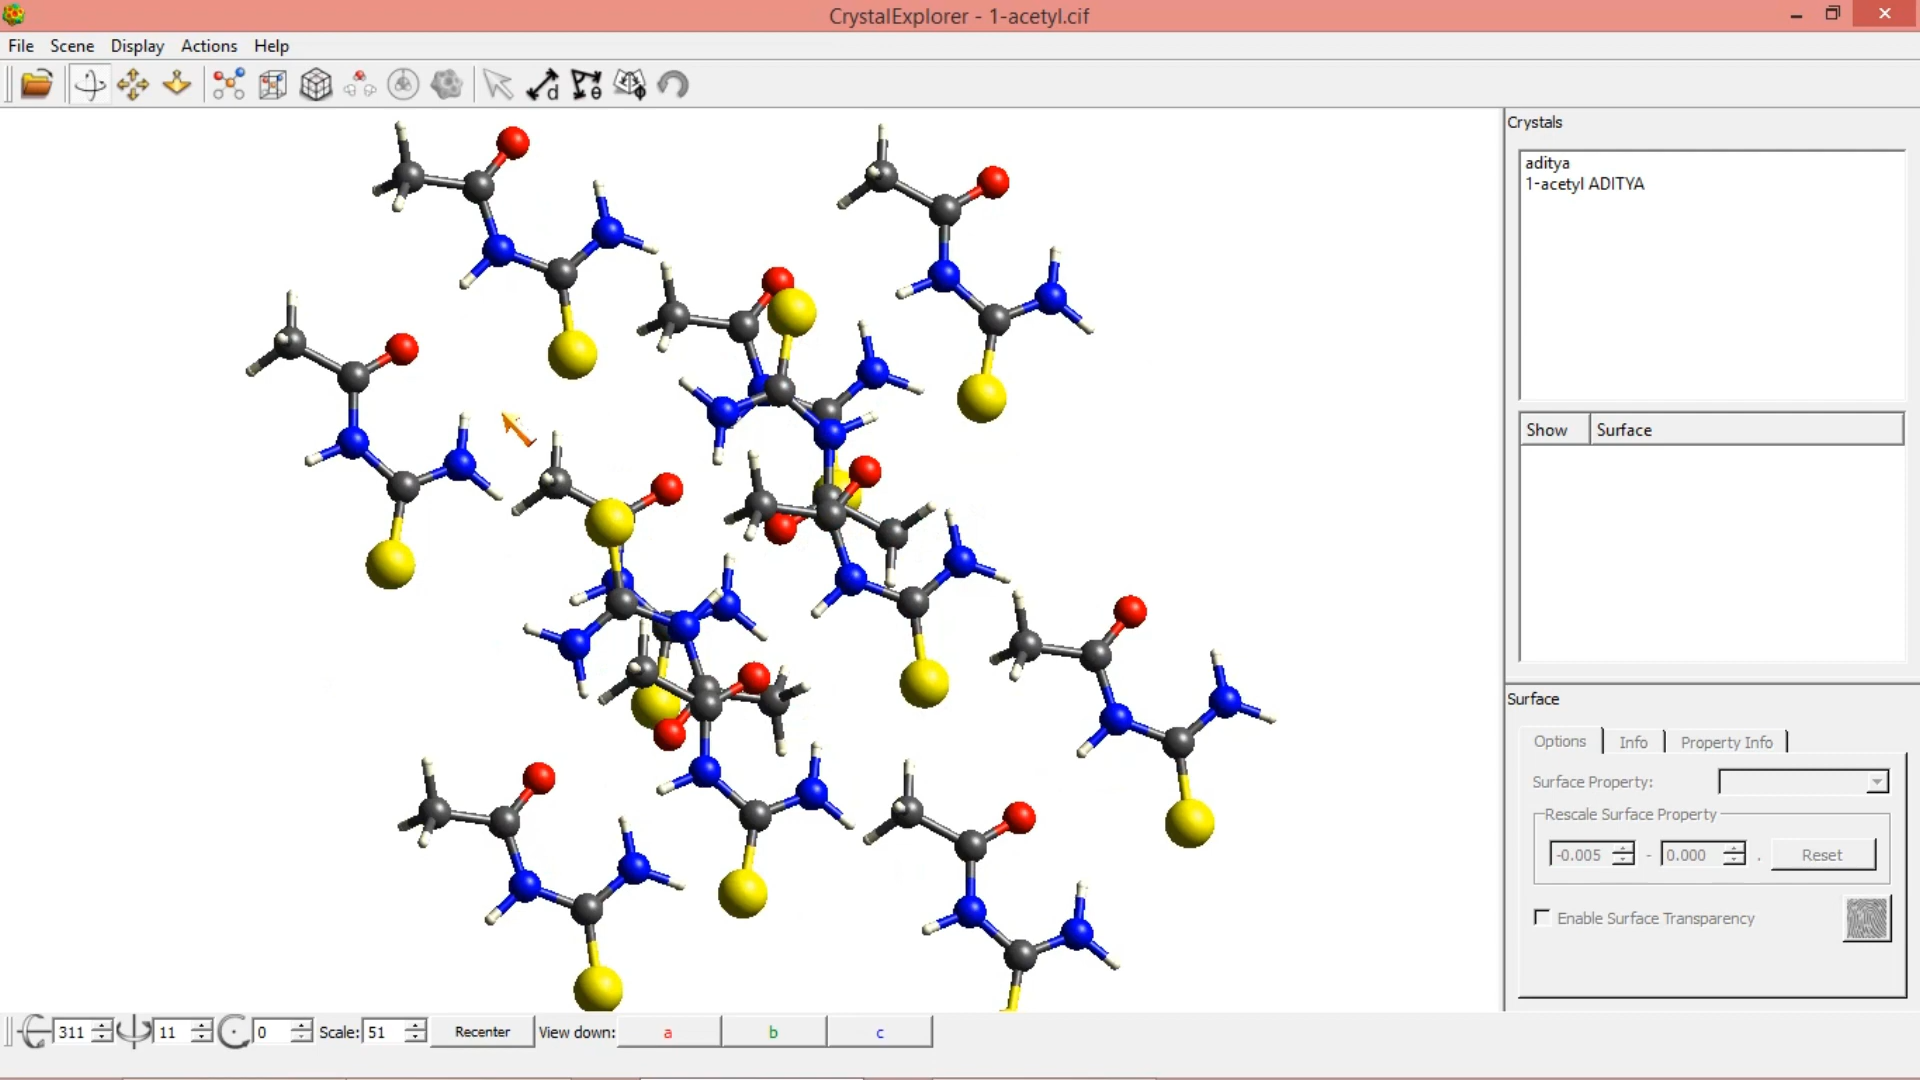 CrystalExplorer - 1-acetyl.cif
File Scene Display Actions Help
d θ Φ
Crystals
aditya
1-acetyl ADITYA
Show Surface
Surface
Options Info Property Info
Surface Property:
Rescale Surface Property
-0.005 - 0.000 . Reset
Enable Surface Transparency
311 11 0 Scale: 51 Recenter View down: a b c